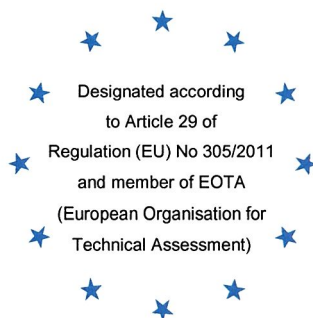 Designated according
to Article 29 of
Regulation (EU) No 305/2011
and member of EOTA
(European Organisation for
Technical Assessment)